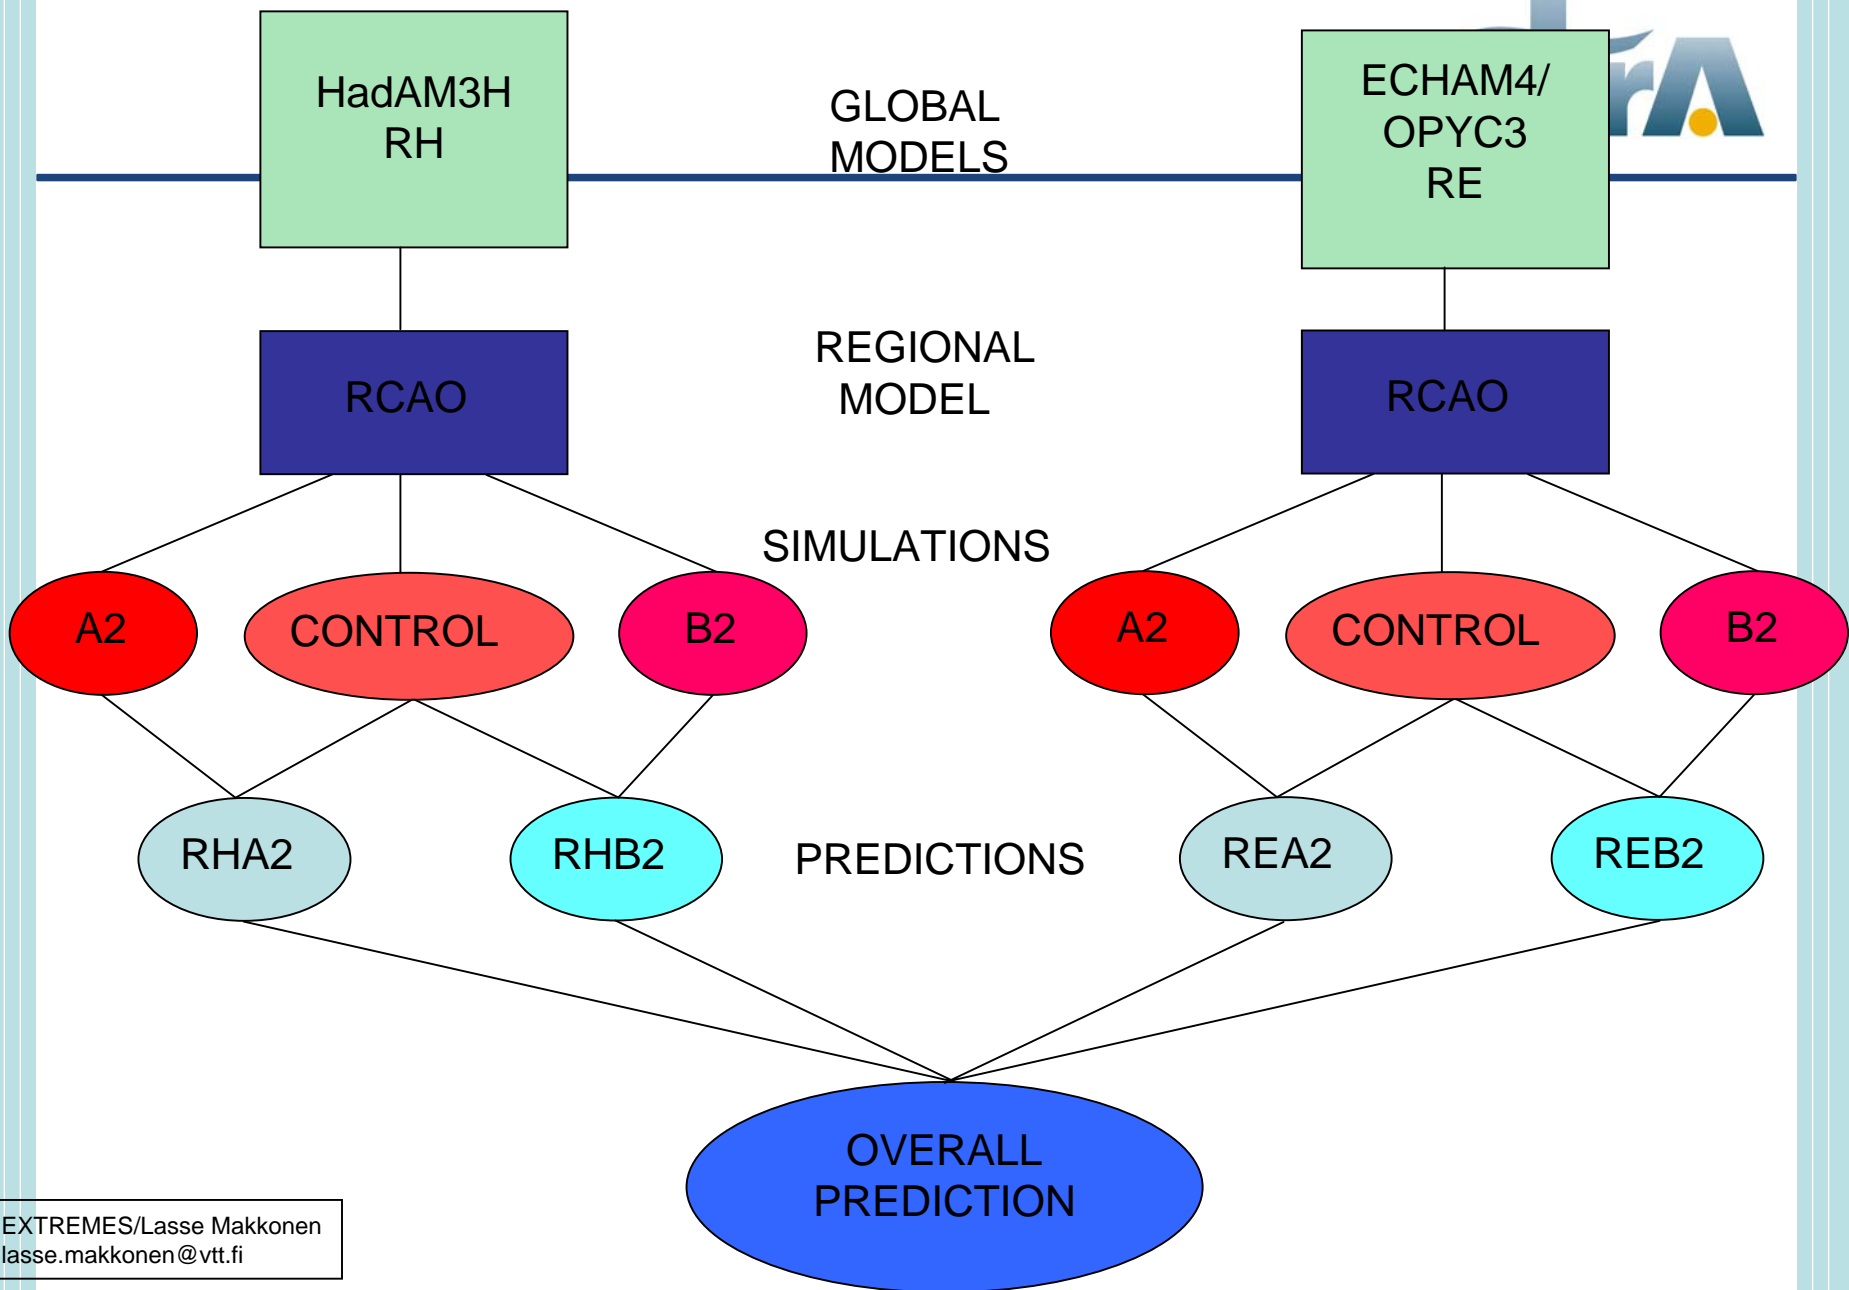 HadAM3H
RH
GLOBAL
MODELS
ECHAM4/
OPYC3
RE
RCAO
REGIONAL
MODEL
RCAO
SIMULATIONS
A2
CONTROL
B2
A2
CONTROL
B2
RHA2
RHB2
PREDICTIONS
REA2
REB2
OVERALL
PREDICTION
EXTREMES/Lasse Makkonen
lasse.makkonen@vtt.fi